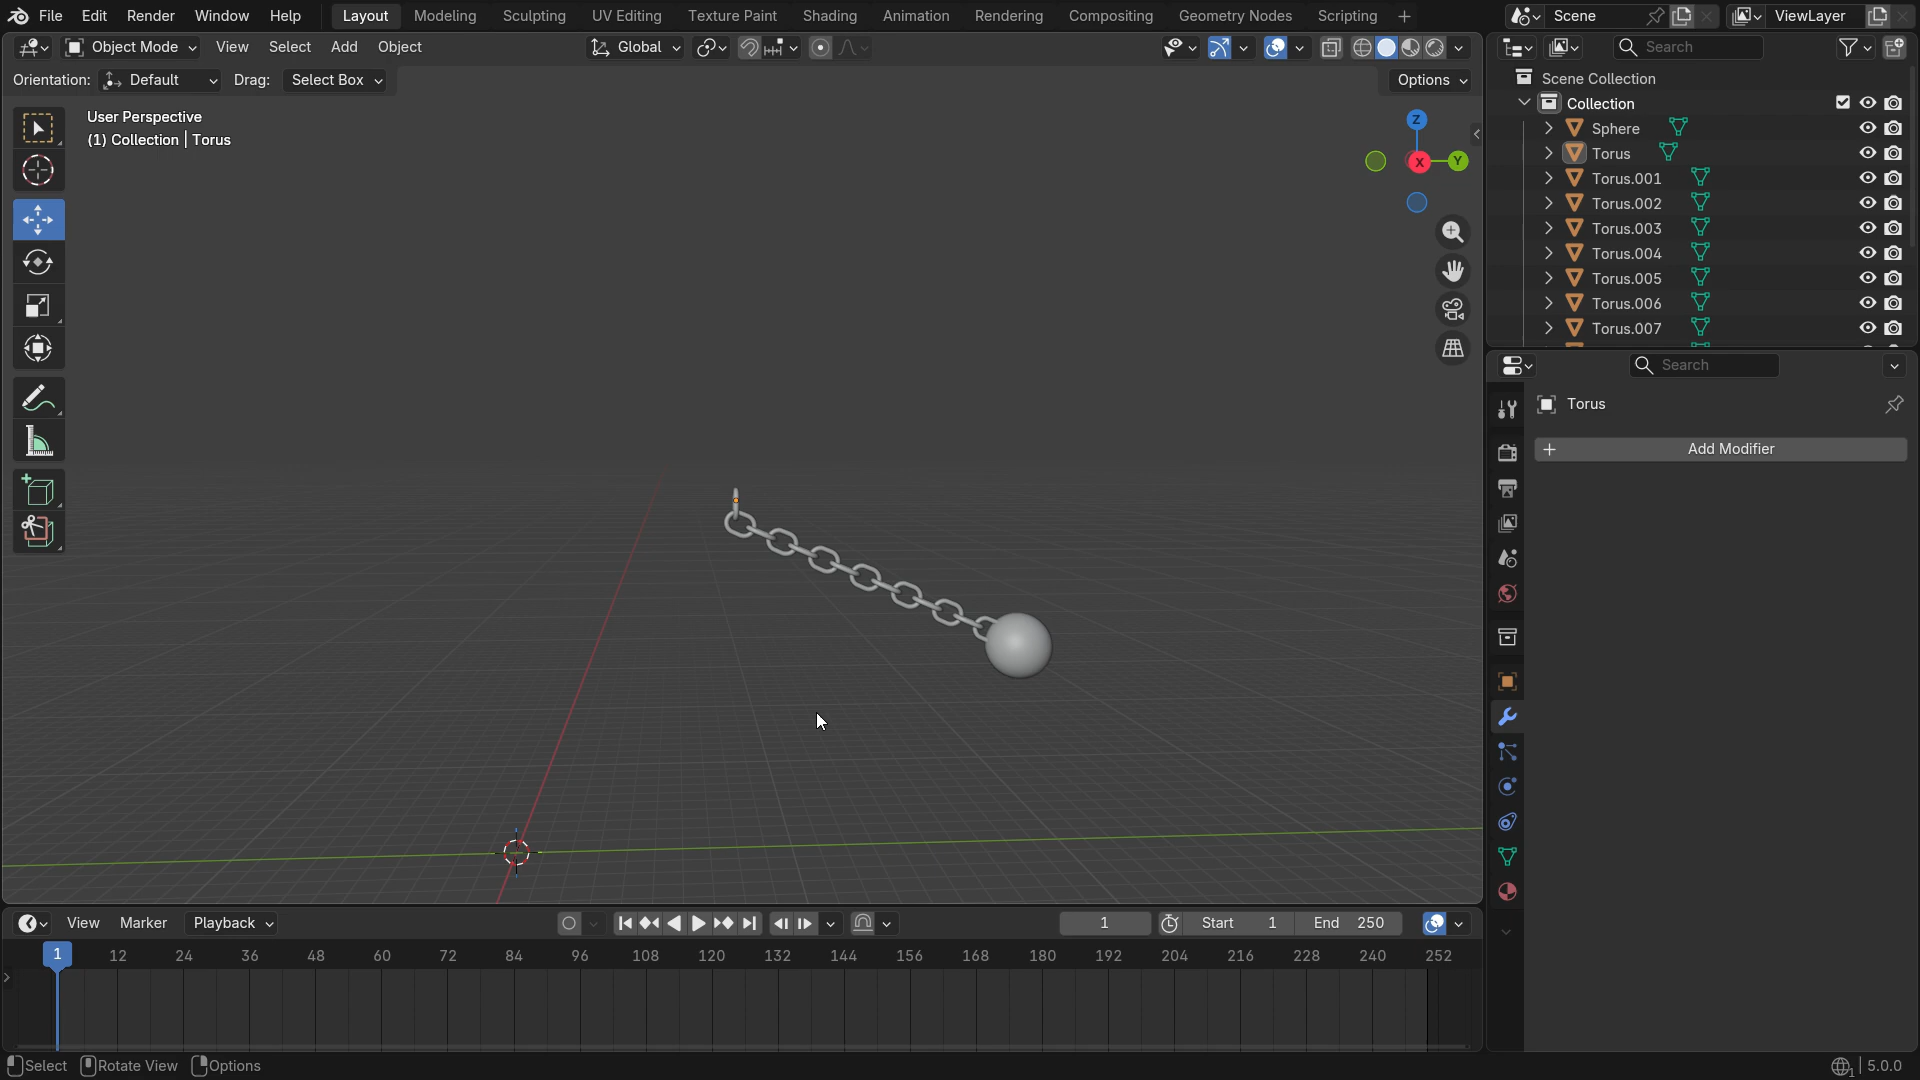 File Edit Render Window Help Layout Modeling Sculpting UV Editing Texture Paint Shading Animation Rendering Compositing Geometry Nodes Scripting + Scene ViewLayer
Object Mode View Select Add Object Global Search
Orientation: Default Drag: Select Box Options
User Perspective
(1) Collection | Torus
Z
X
Y
Scene Collection
Collection
Sphere
Torus
Torus.001
Torus.002
Torus.003
Torus.004
Torus.005
Torus.006
Torus.007
Search
Torus
+ Add Modifier
View Marker Playback 1 Start 1 End 250
1 12 24 36 48 60 72 84 96 108 120 132 144 156 168 180 192 204 216 228 240 252
Select Rotate View Options 5.0.0